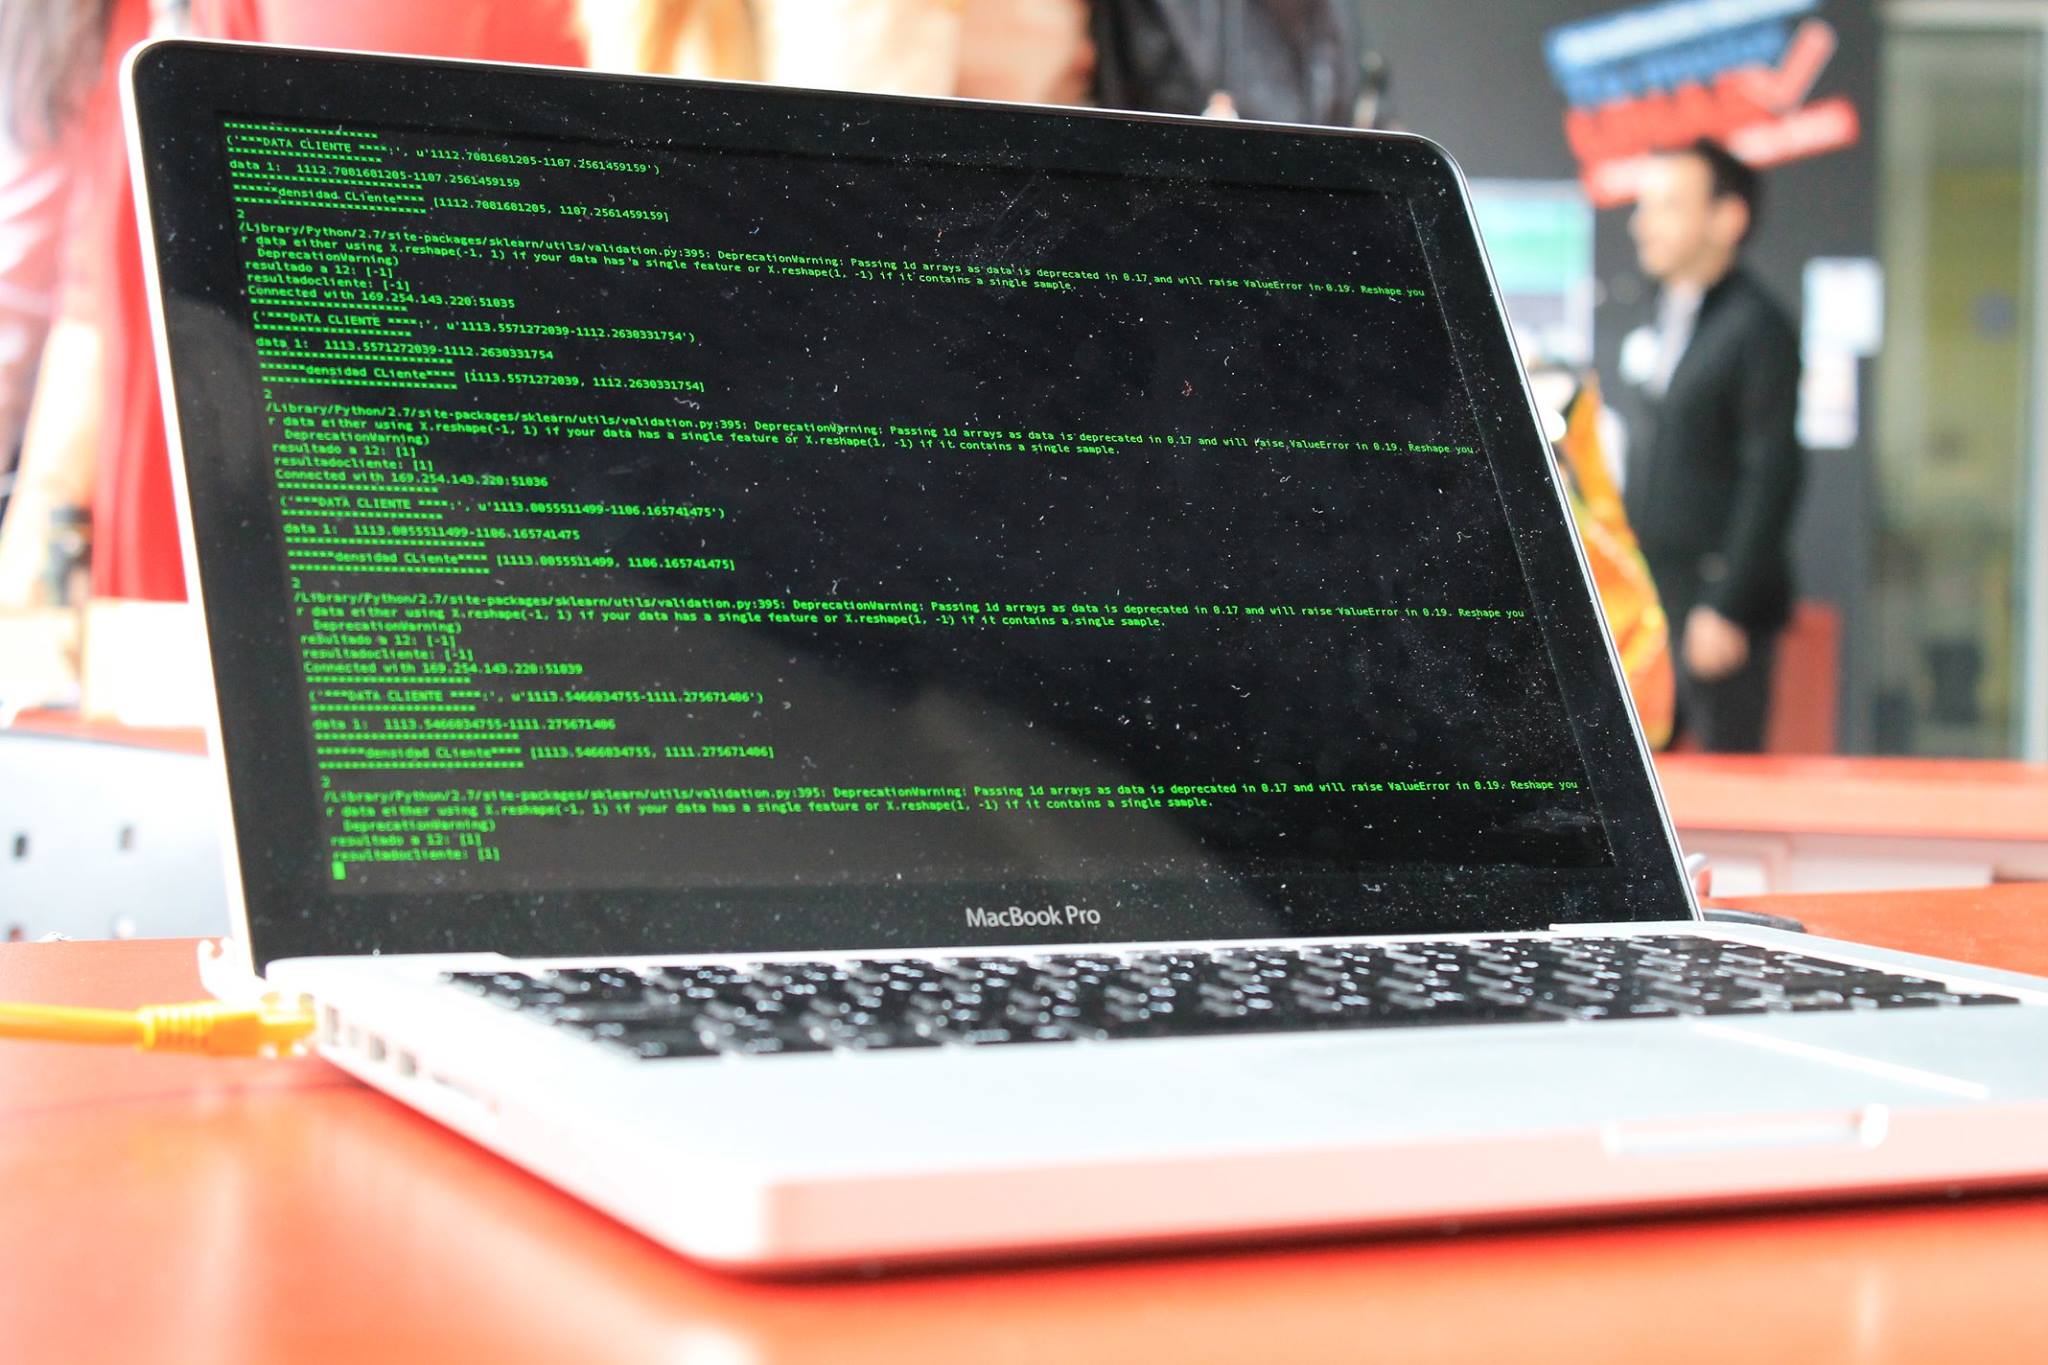 *********************
('***DATA CLIENTE ****:', u'1112.7081681205-1107.2561459159')
*********************
data 1:  1112.7081681205-1107.2561459159
**************************
******densidad CLiente**** [1112.7081681205, 1107.2561459159]
**************************
2
/Library/Python/2.7/site-packages/sklearn/utils/validation.py:395: DeprecationWarning: Passing 1d arrays as data is deprecated in 0.17 and will raise ValueError in 0.19. Reshape you
r data either using X.reshape(-1, 1) if your data has a single feature or X.reshape(1, -1) if it contains a single sample.
DeprecationWarning)
resultado a 12: [-1]
resultadocliente: [-1]
Connected with 169.254.143.220:51035
*********************
('***DATA CLIENTE ****:', u'1113.5571272039-1112.2630331754')
*********************
data 1:  1113.5571272039-1112.2630331754
**************************
******densidad CLiente**** [1113.5571272039, 1112.2630331754]
**************************
2
/Library/Python/2.7/site-packages/sklearn/utils/validation.py:395: DeprecationWarning: Passing 1d arrays as data is deprecated in 0.17 and will raise ValueError in 0.19. Reshape you
r data either using X.reshape(-1, 1) if your data has a single feature or X.reshape(1, -1) if it contains a single sample.
DeprecationWarning)
resultado a 12: [1]
resultadocliente: [1]
Connected with 169.254.143.220:51036
*********************
('***DATA CLIENTE ****:', u'1113.0055511499-1106.165741475')
*********************
data 1:  1113.0055511499-1106.165741475
**************************
******densidad CLiente**** [1113.0055511499, 1106.165741475]
**************************
2
/Library/Python/2.7/site-packages/sklearn/utils/validation.py:395: DeprecationWarning: Passing 1d arrays as data is deprecated in 0.17 and will raise ValueError in 0.19. Reshape you
r data either using X.reshape(-1, 1) if your data has a single feature or X.reshape(1, -1) if it contains a single sample.
DeprecationWarning)
resultado a 12: [-1]
resultadocliente: [-1]
Connected with 169.254.143.220:51039
*********************
('***DATA CLIENTE ****:', u'1113.5466034755-1111.275671406')
*********************
data 1:  1113.5466034755-1111.275671406
**************************
******densidad CLiente**** [1113.5466034755, 1111.275671406]
**************************
2
/Library/Python/2.7/site-packages/sklearn/utils/validation.py:395: DeprecationWarning: Passing 1d arrays as data is deprecated in 0.17 and will raise ValueError in 0.19. Reshape you
r data either using X.reshape(-1, 1) if your data has a single feature or X.reshape(1, -1) if it contains a single sample.
DeprecationWarning)
resultado a 12: [1]
resultadocliente: [1]
MacBook Pro